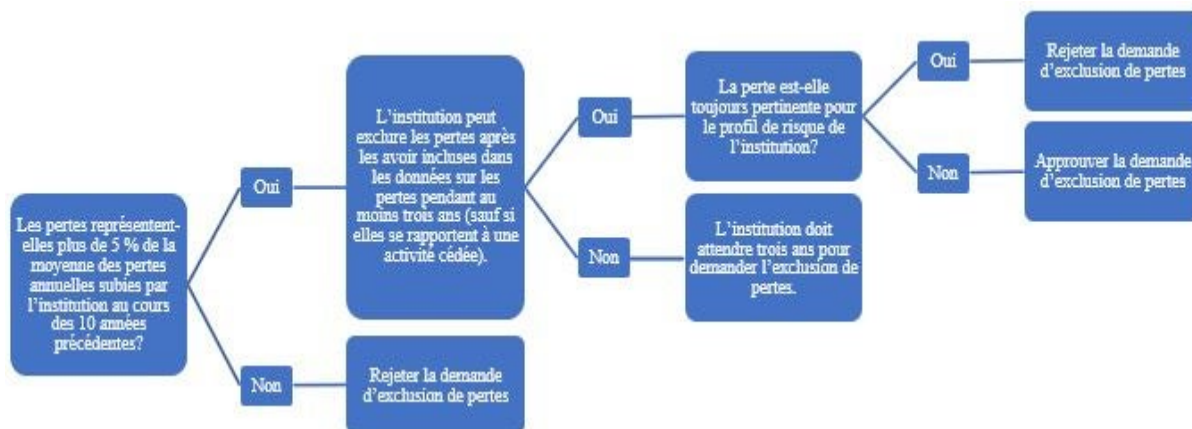 Les pertes représentent-
elles plus de 5 % de la
moyenne des pertes
annuelles subies par
l’institution au cours
des 10 années
précédentes?
Oui
L’institution peut
exclure les pertes après
les avoir incluses dans
les données sur les
pertes pendant au
moins trois ans (sauf si
elles se rapportent à une
activité cédée).
Oui
La perte est-elle
toujours pertinente pour
le profil de risque de
l’institution?
Oui
Rejeter la demande
d’exclusion de pertes
Non
Approuver la demande
d’exclusion de pertes
Non
L’institution doit
attendre trois ans pour
demander l’exclusion de
pertes.
Non
Rejeter la demande
d’exclusion de pertes